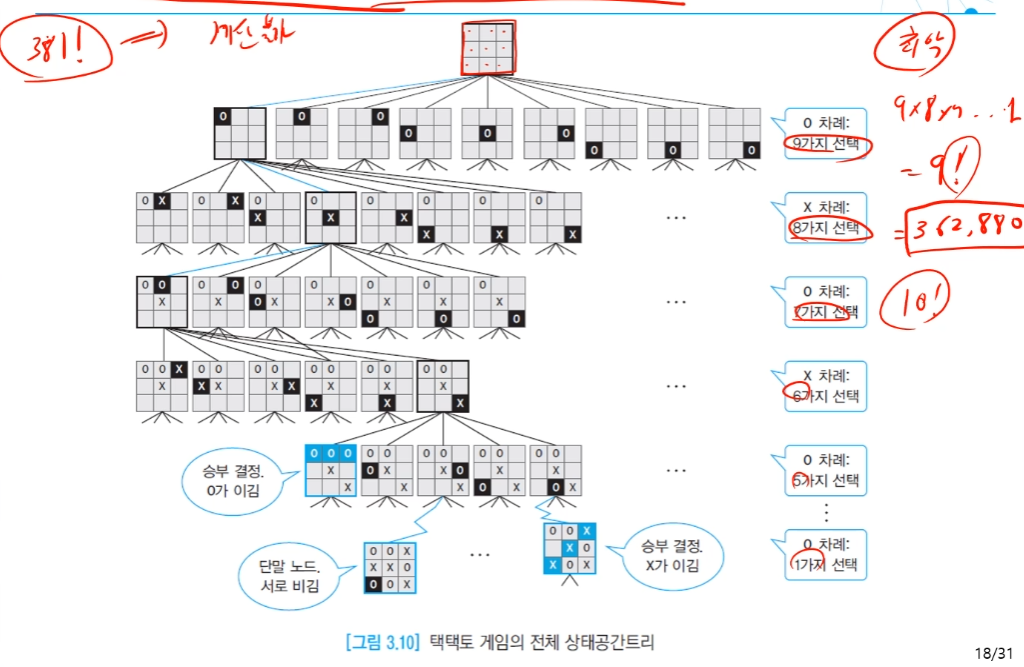 381! ⇒ 계산 불가
최악
9×8×7...1
= 9!
= 362,880
10!
O O O
O O O
O O O
O 차례:
9가지 선택
O X O X O O O O O O
X X X
X X X
...
X 차례:
8가지 선택
O O O O O O O O O
X X O X X O X X X
O O O
...
O 차례:
7가지 선택
O O X O O O O O O O O O O
X X X X X X X X
X X X
...
X 차례:
6가지 선택
승부 결정.
O가 이김
O O O O O O O O O O O
X O X X O X X
X X X O X O X
...
O 차례:
5가지 선택
⋮
단말 노드.
서로 비김
O O X
X X O
O O X
...
O O X
X O
X O X
승부 결정.
X가 이김
O 차례:
1가지 선택
[그림 3.10] 택택토 게임의 전체 상태공간트리
18/31